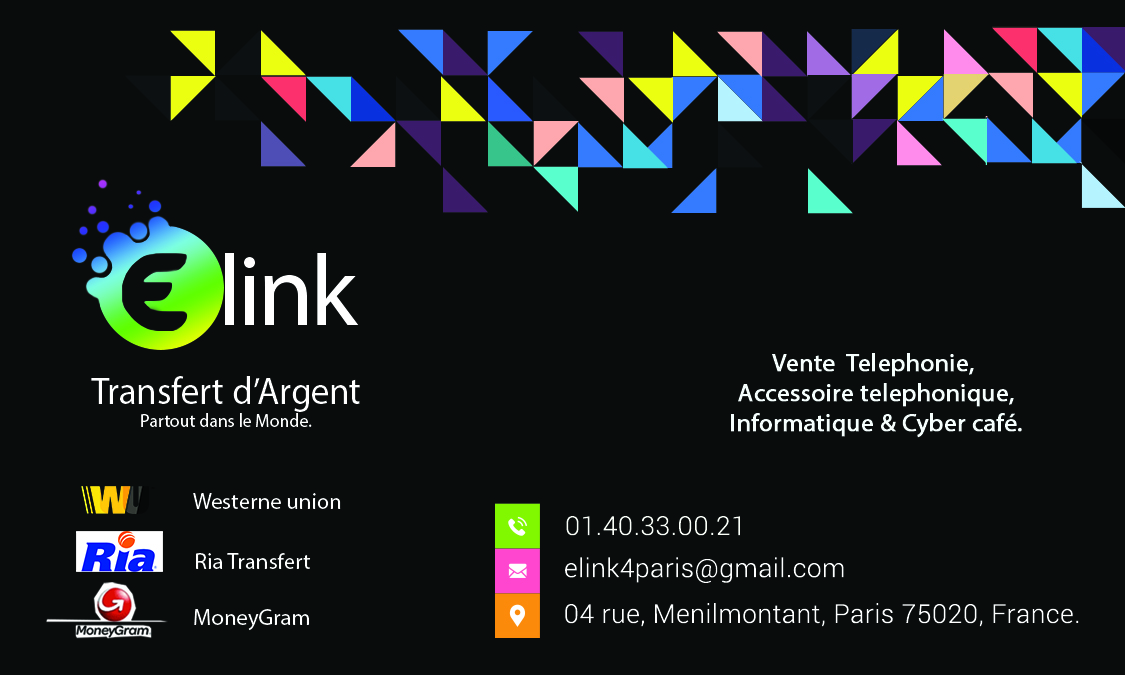 Elink
Transfert d'Argent
Partout dans le Monde.
Vente Telephonie,
Accessoire telephonique,
Informatique & Cyber café.
WU
Westerne union
Ria
Ria Transfert
MoneyGram
MoneyGram
01.40.33.00.21
elink4paris@gmail.com
04 rue, Menilmontant, Paris 75020, France.